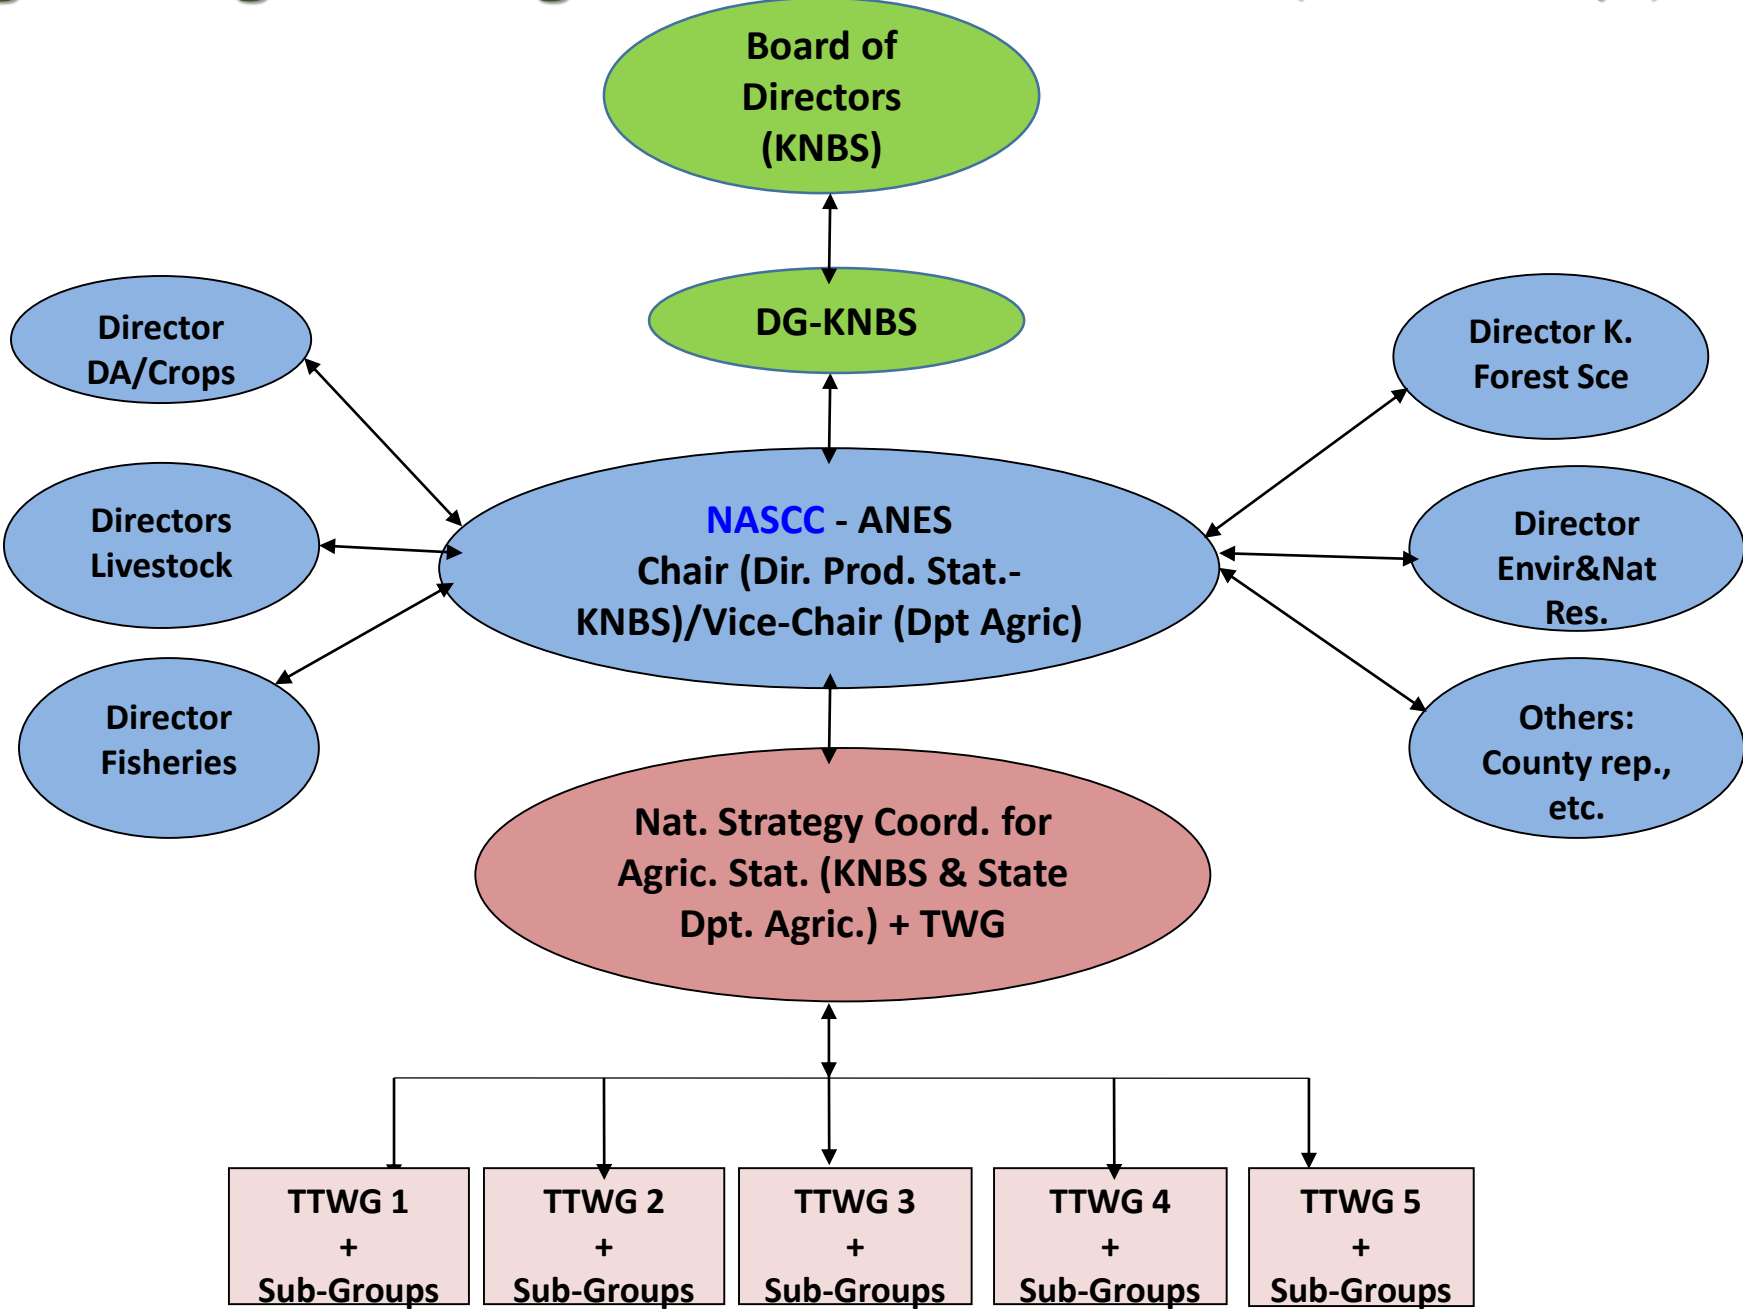 Board of
Directors
(KNBS)
DG-KNBS
Director
DA/Crops
Director K.
Forest Sce
Directors
Livestock
NASCC - ANES
Chair (Dir. Prod. Stat.-
KNBS)/Vice-Chair (Dpt Agric)
Director
Envir&Nat
Res.
Director
Fisheries
Others:
County rep.,
etc.
Nat. Strategy Coord. for
Agric. Stat. (KNBS & State
Dpt. Agric.) + TWG
TTWG 1
+
Sub-Groups
TTWG 2
+
Sub-Groups
TTWG 3
+
Sub-Groups
TTWG 4
+
Sub-Groups
TTWG 5
+
Sub-Groups